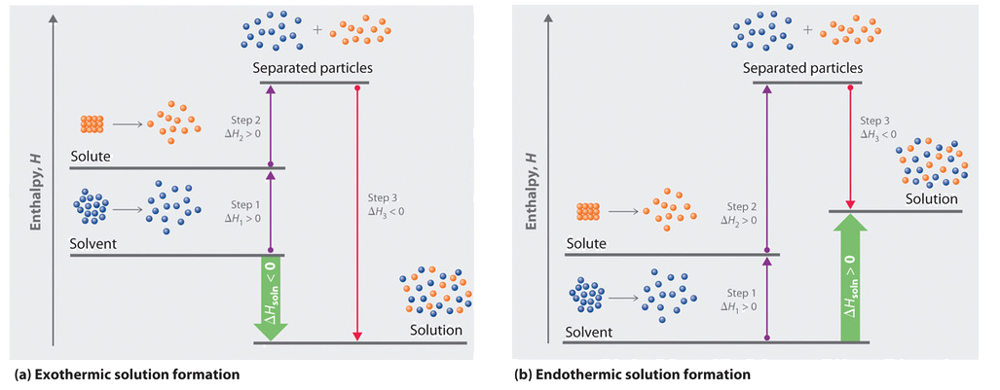 Enthalpy, H
+
Separated particles
Step 2
ΔH₂ > 0
Solute
Step 1
ΔH₁ > 0
Solvent
Step 3
ΔH₃ < 0
ΔHsoln < 0
Solution
(a) Exothermic solution formation
Enthalpy, H
+
Separated particles
Step 3
ΔH₃ < 0
Solution
Step 2
ΔH₂ > 0
Solute
Step 1
ΔH₁ > 0
Solvent
ΔHsoln > 0
(b) Endothermic solution formation